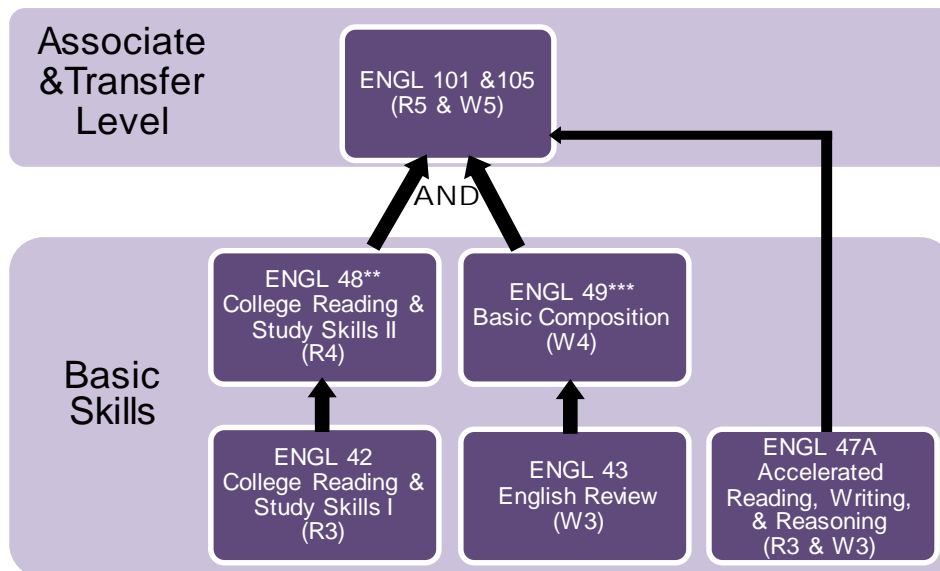 Associate
&Transfer
Level
ENGL 101 &105
(R5 & W5)
AND
Basic
Skills
ENGL 48**
College Reading &
Study Skills II
(R4)
ENGL 49***
Basic Composition
(W4)
ENGL 42
College Reading &
Study Skills I
(R3)
ENGL 43
English Review
(W3)
ENGL 47A
Accelerated
Reading, Writing,
& Reasoning
(R3 & W3)